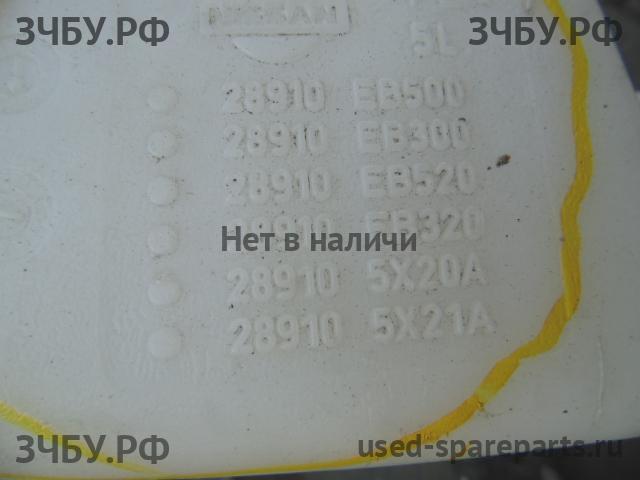 ЗЧБУ.РФ
NISSAN
ЗЧБУ.РФ
5L
28910 EB500
28910 EB300
28910 EB520
28910 EB320
Нет в наличи
28910 5X20A
28910 5X21A
ЗЧБУ.РФ
used-spareparts.ru